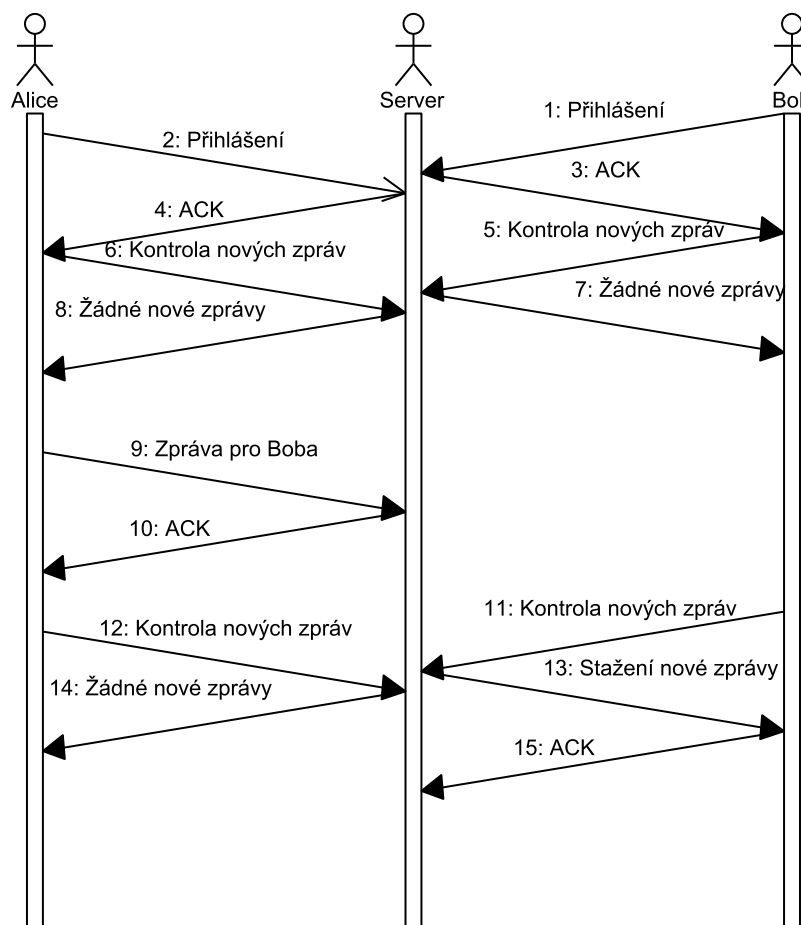 Alice
Server
Bob
1: Přihlášení
2: Přihlášení
3: ACK
4: ACK
5: Kontrola nových zpráv
6: Kontrola nových zpráv
7: Žádné nové zprávy
8: Žádné nové zprávy
9: Zpráva pro Boba
10: ACK
11: Kontrola nových zpráv
12: Kontrola nových zpráv
13: Stažení nové zprávy
14: Žádné nové zprávy
15: ACK